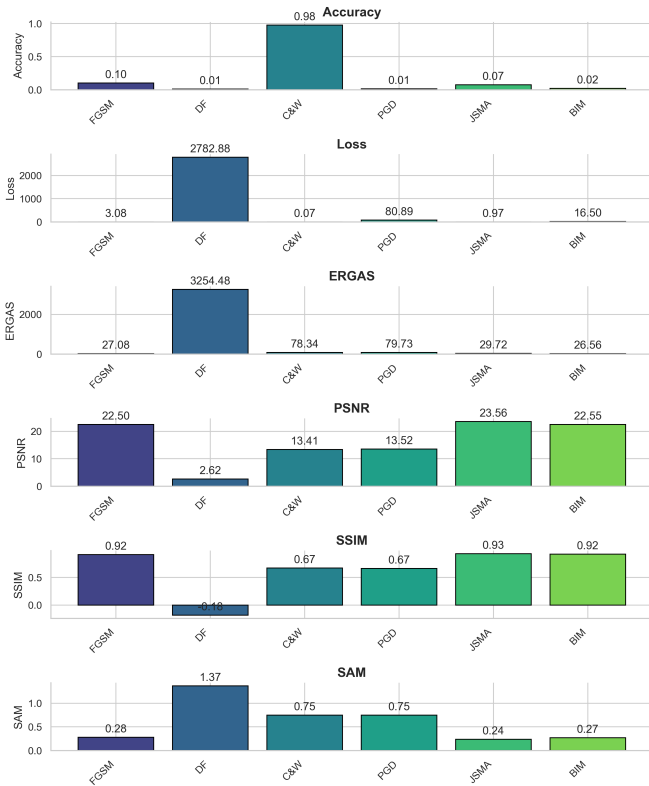 Accuracy
Accuracy
1.0
0.5
0.0
0.10
0.01
0.98
0.01
0.07
0.02
FGSM
DF
C&W
PGD
JSMA
BIM
Loss
Loss
2000
1000
0
3.08
2782.88
0.07
80.89
0.97
16.50
FGSM
DF
C&W
PGD
JSMA
BIM
ERGAS
ERGAS
2000
0
27.08
3254.48
78.34
79.73
29.72
26.56
FGSM
DF
C&W
PGD
JSMA
BIM
PSNR
PSNR
20
10
0
22.50
2.62
13.41
13.52
23.56
22.55
FGSM
DF
C&W
PGD
JSMA
BIM
SSIM
SSIM
0.5
0.0
0.92
-0.18
0.67
0.67
0.93
0.92
FGSM
DF
C&W
PGD
JSMA
BIM
SAM
SAM
1.0
0.5
0.0
0.28
1.37
0.75
0.75
0.24
0.27
FGSM
DF
C&W
PGD
JSMA
BIM